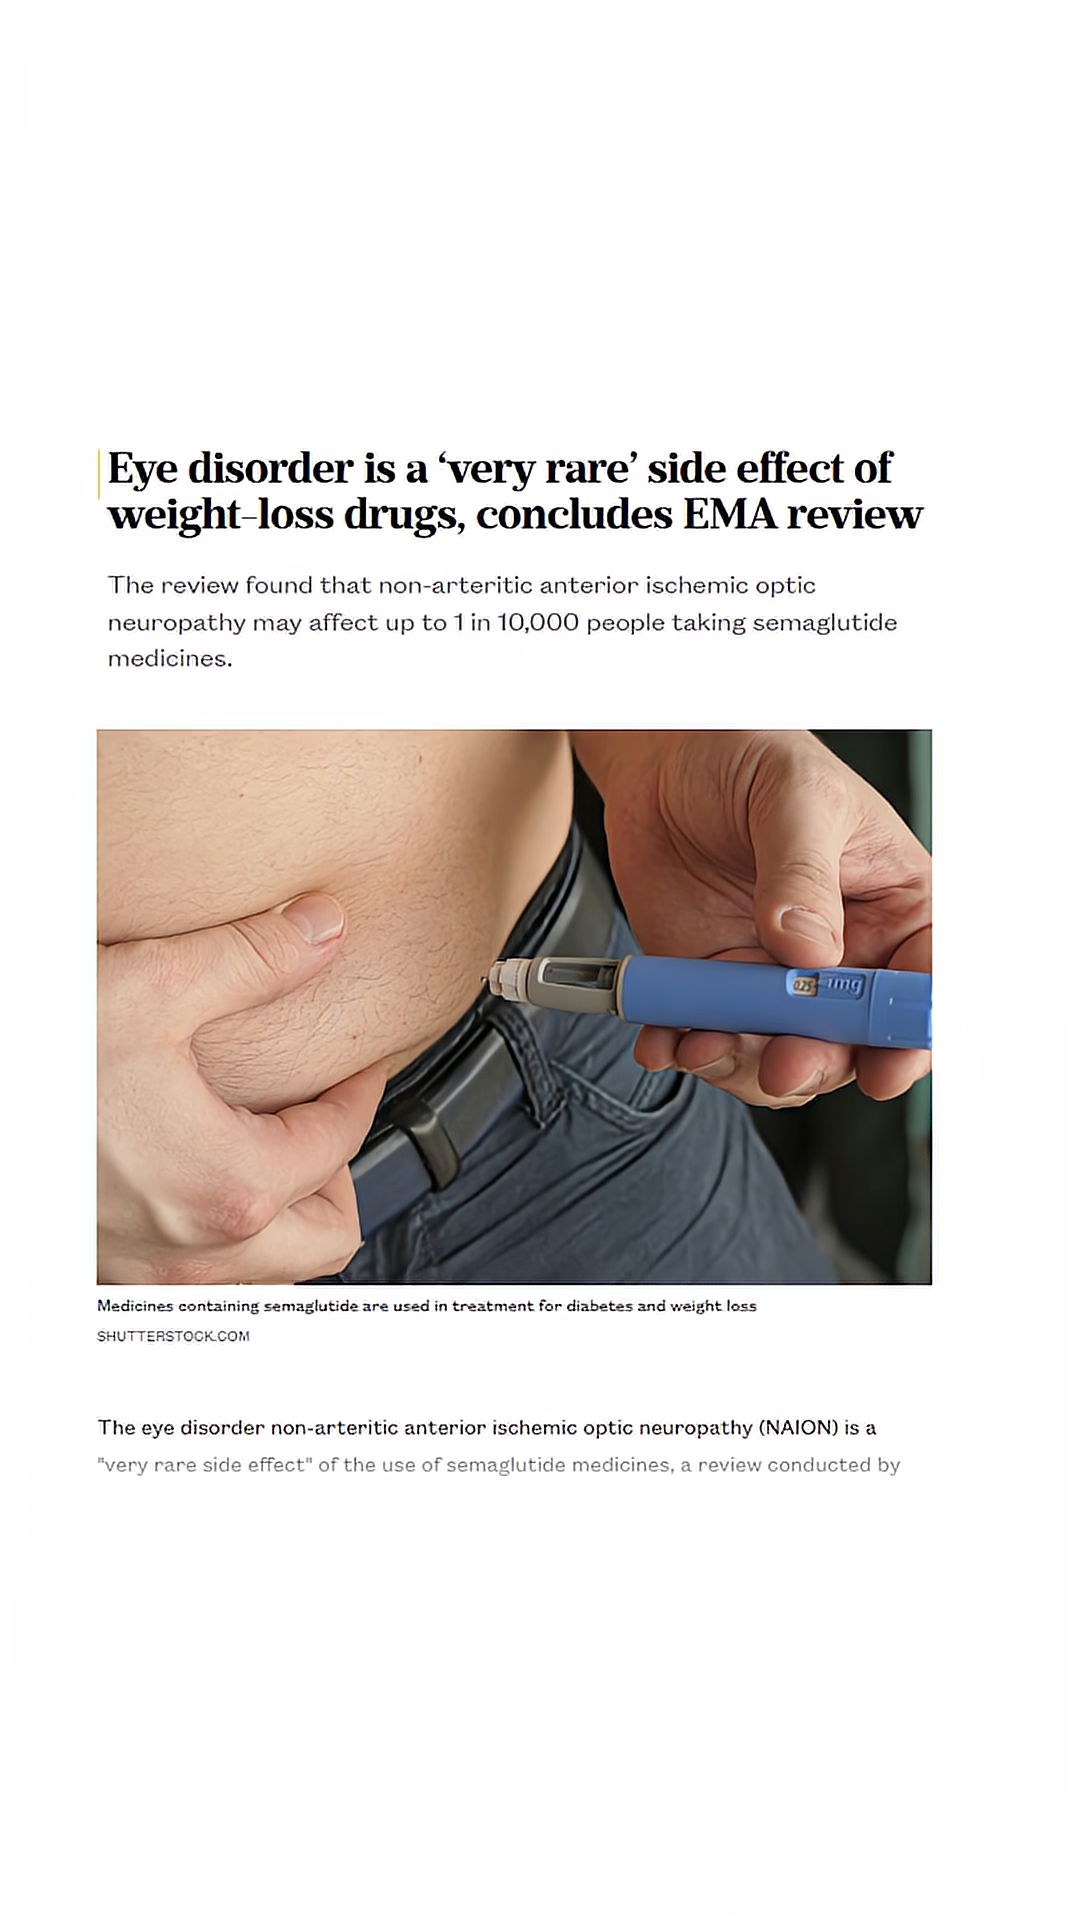 Eye disorder is a ‘very rare’ side effect of
weight-loss drugs, concludes EMA review
The review found that non-arteritic anterior ischemic optic
neuropathy may affect up to 1 in 10,000 people taking semaglutide
medicines.
0.25 1mg
Medicines containing semaglutide are used in treatment for diabetes and weight loss
SHUTTERSTOCK.COM
The eye disorder non-arteritic anterior ischemic optic neuropathy (NAION) is a
"very rare side effect" of the use of semaglutide medicines, a review conducted by